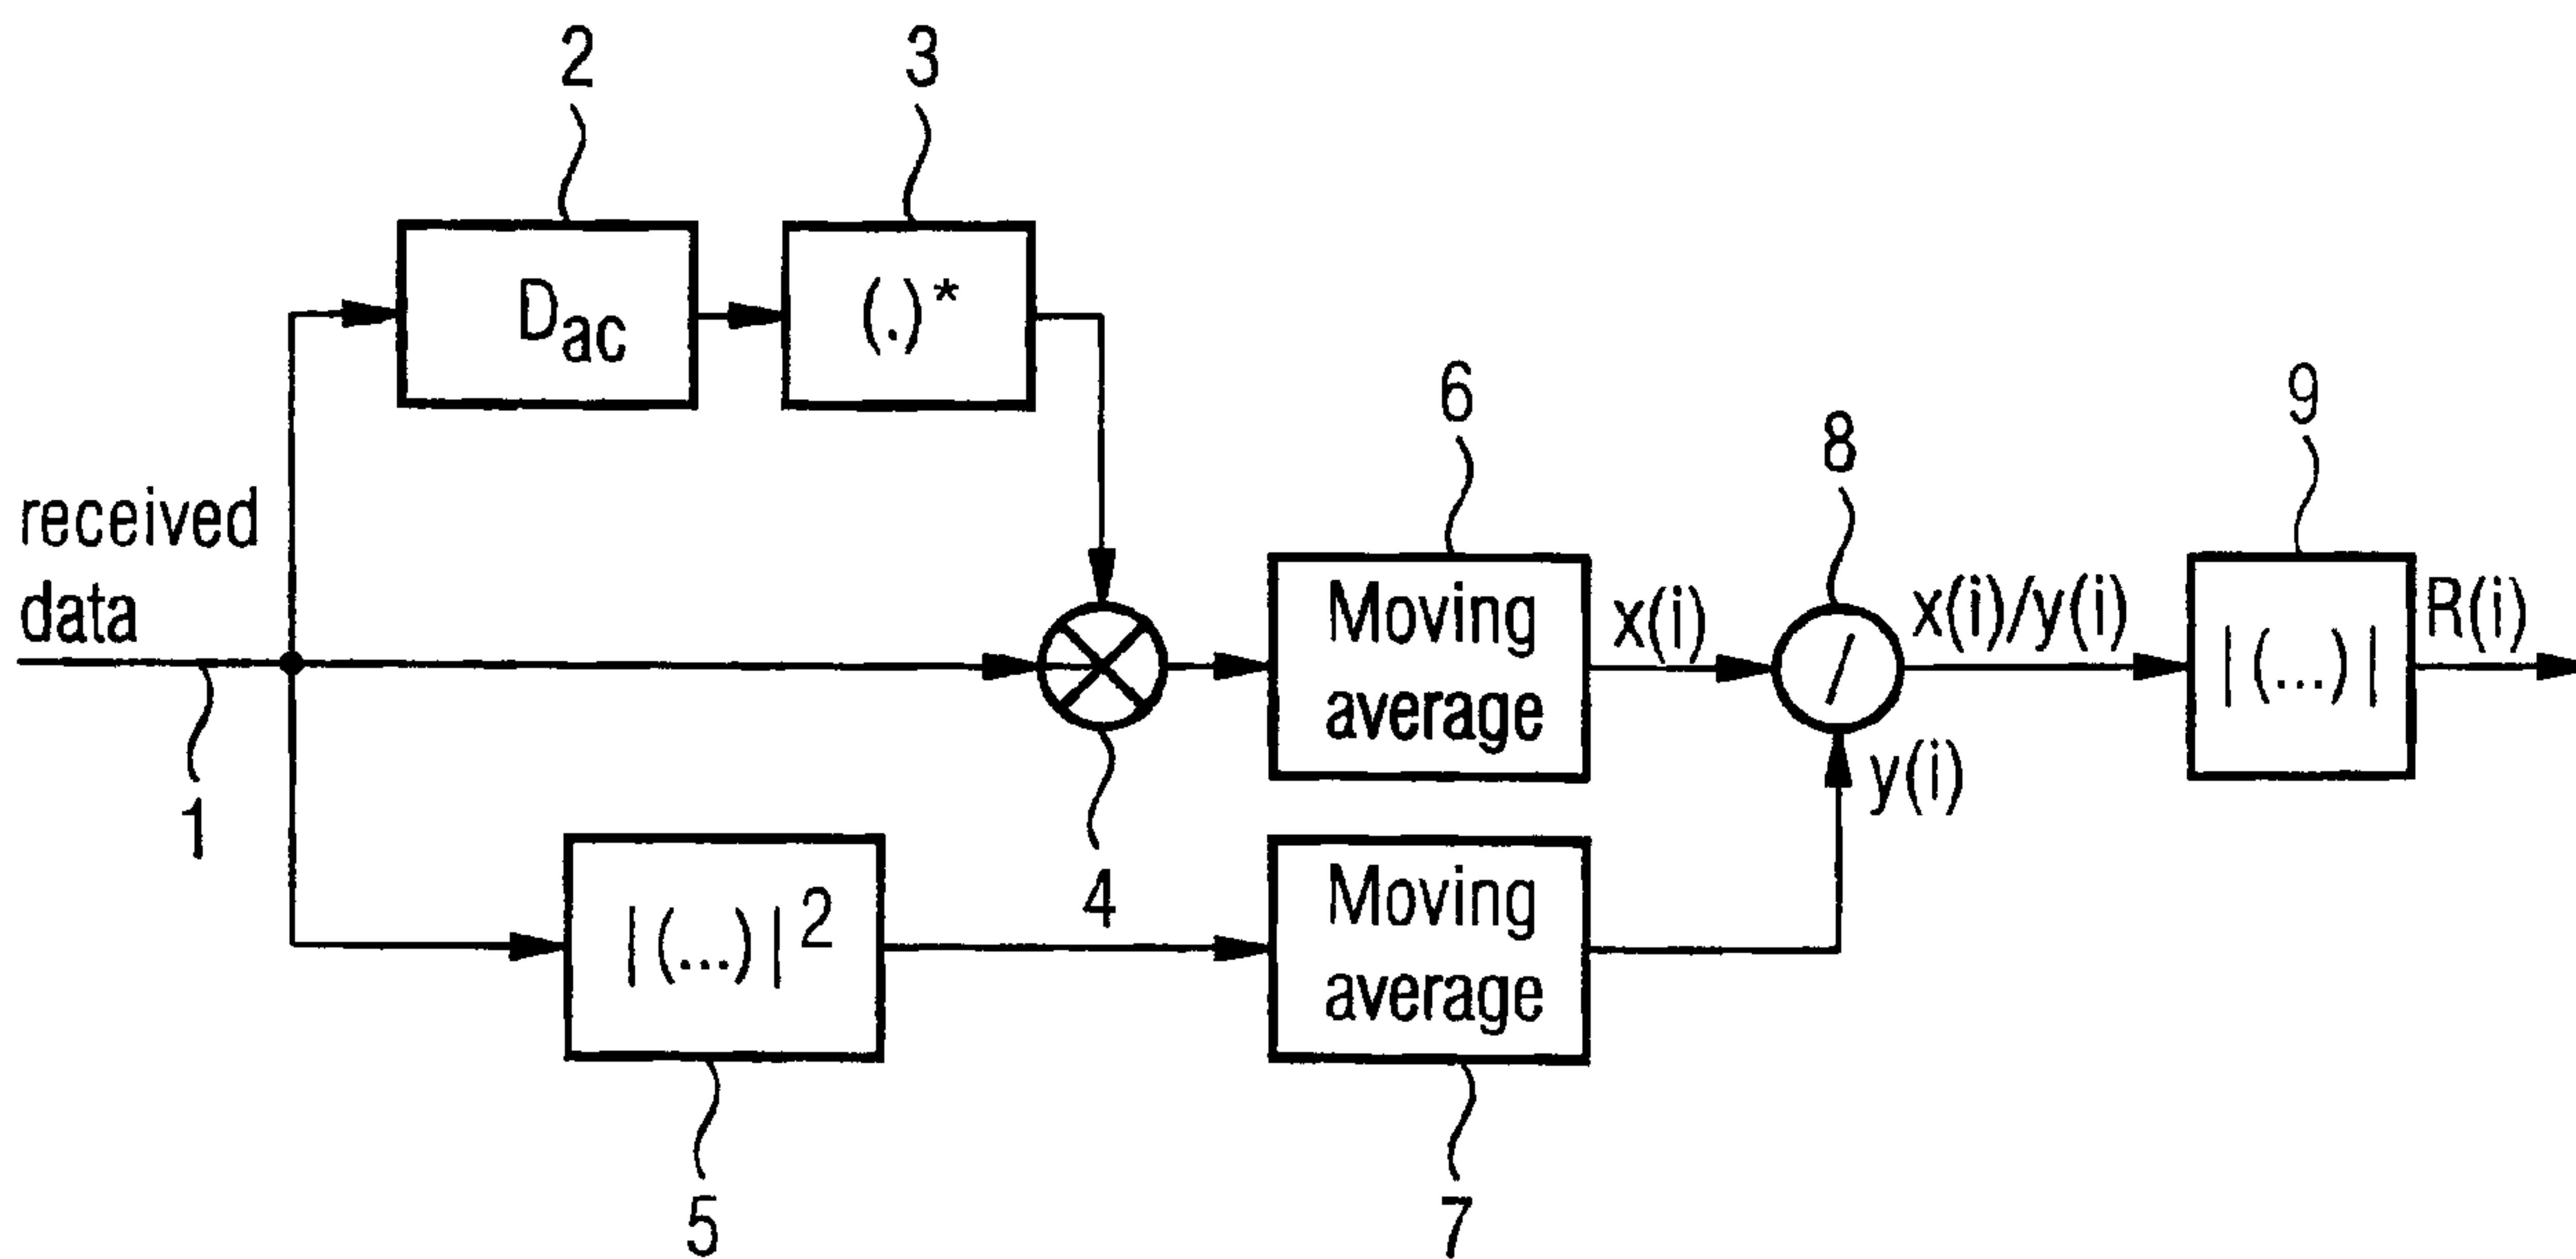 2
3
D_ac
(.)*
6
8
9
received
data
Moving
average
x(i)
/
x(i)/y(i)
|(...)|
R(i)
y(i)
1
|(...)|²
4
Moving
average
5
7